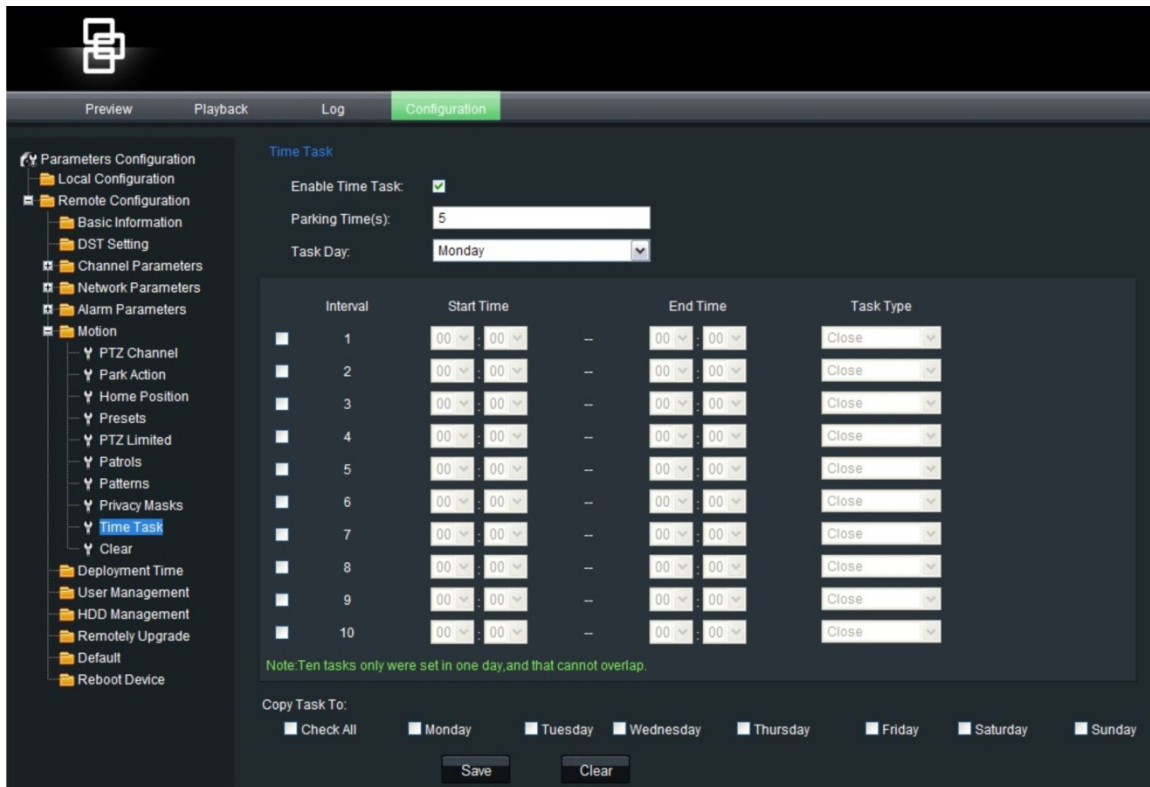 Preview Playback Log Configuration
Parameters Configuration
Local Configuration
Remote Configuration
Basic Information
DST Setting
Channel Parameters
Network Parameters
Alarm Parameters
Motion
PTZ Channel
Park Action
Home Position
Presets
PTZ Limited
Patrols
Patterns
Privacy Masks
Time Task
Clear
Deployment Time
User Management
HDD Management
Remotely Upgrade
Default
Reboot Device
Time Task
Enable Time Task:
Parking Time(s): 5
Task Day: Monday
Interval Start Time End Time Task Type
1 00 : 00 -- 00 : 00 Close
2 00 : 00 -- 00 : 00 Close
3 00 : 00 -- 00 : 00 Close
4 00 : 00 -- 00 : 00 Close
5 00 : 00 -- 00 : 00 Close
6 00 : 00 -- 00 : 00 Close
7 00 : 00 -- 00 : 00 Close
8 00 : 00 -- 00 : 00 Close
9 00 : 00 -- 00 : 00 Close
10 00 : 00 -- 00 : 00 Close
Note:Ten tasks only were set in one day,and that cannot overlap.
Copy Task To:
Check All Monday Tuesday Wednesday Thursday Friday Saturday Sunday
Save Clear